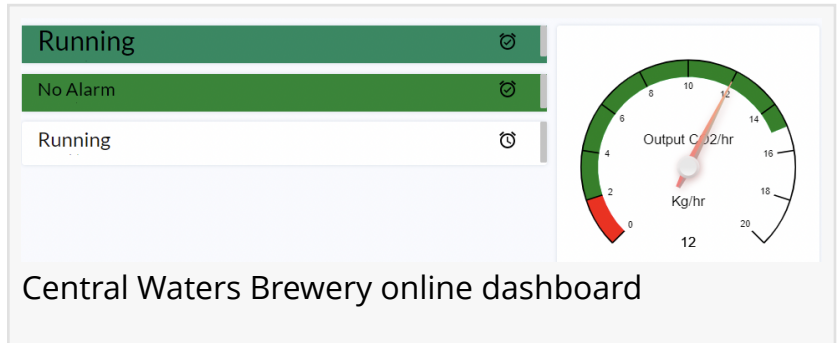 Running
No Alarm
Running
Output CO2/hr
Kg/hr
0
2
4
6
8
10
12
14
16
18
20
12
Central Waters Brewery online dashboard